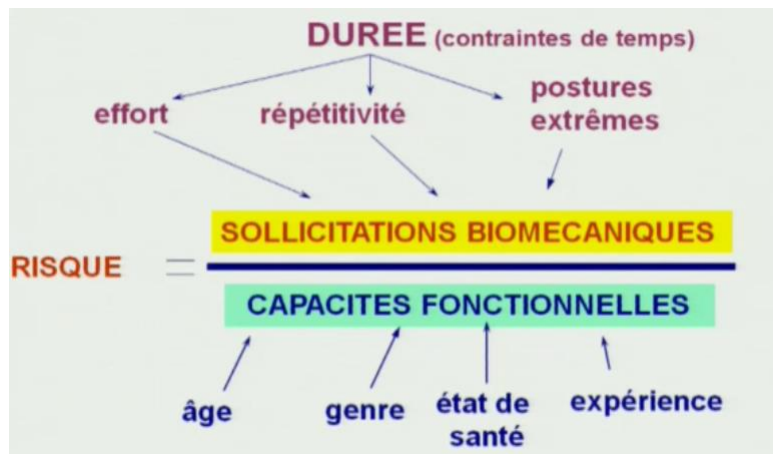 DUREE (contraintes de temps)
effort
répétitivité
postures
extrêmes
SOLLICITATIONS BIOMECANIQUES
RISQUE =
CAPACITES FONCTIONNELLES
âge
genre
état de
santé
expérience